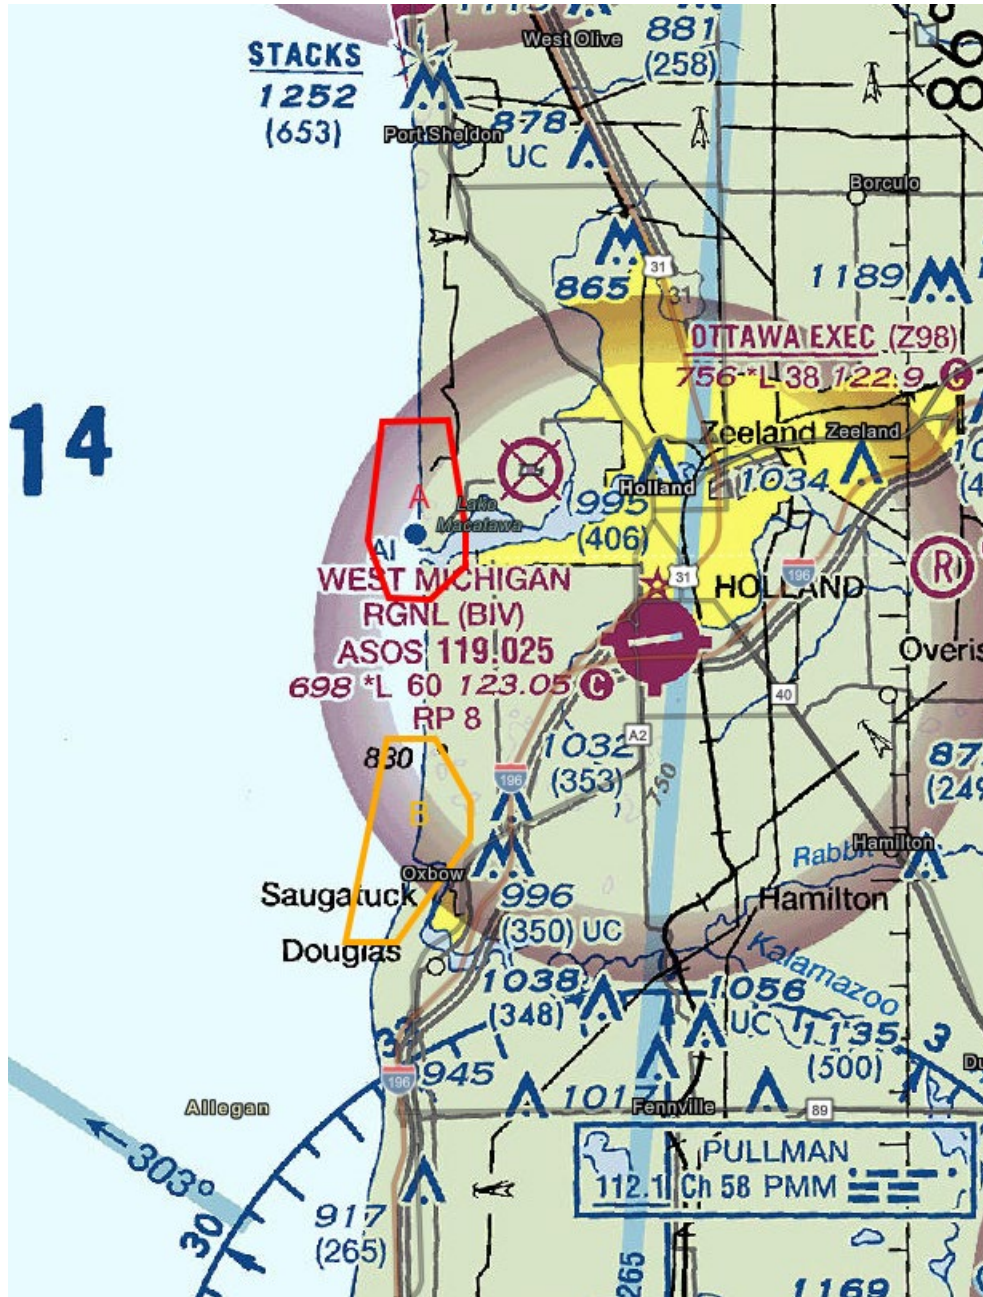 West Olive
881
(258)
STACKS
1252
(653)
Port Sheldon
878
UC
Borculo
31
865
31
1189
OTTAWA EXEC (Z98)
756 *L 38 122.9 C
14
Zeeland
Zeeland
A
Lake
Macatawa
Holland
995
(406)
1034
AI
31
196
HOLLAND
R
WEST MICHIGAN
RGNL (BIV)
ASOS 119.025
698 *L 60 123.05 C
RP 8
40
A2
830
1032
(353)
196
750
B
Oxbow
Rabbit
Hamilton
Saugatuck
996
(350) UC
Hamilton
Douglas
Kalamazoo
1038
(348)
1056
UC
1135
(500)
3
945
196
1017
Fennville
89
Allegan
303°
30
PULLMAN
112.1 Ch 58 PMM
917
(265)
265
1169